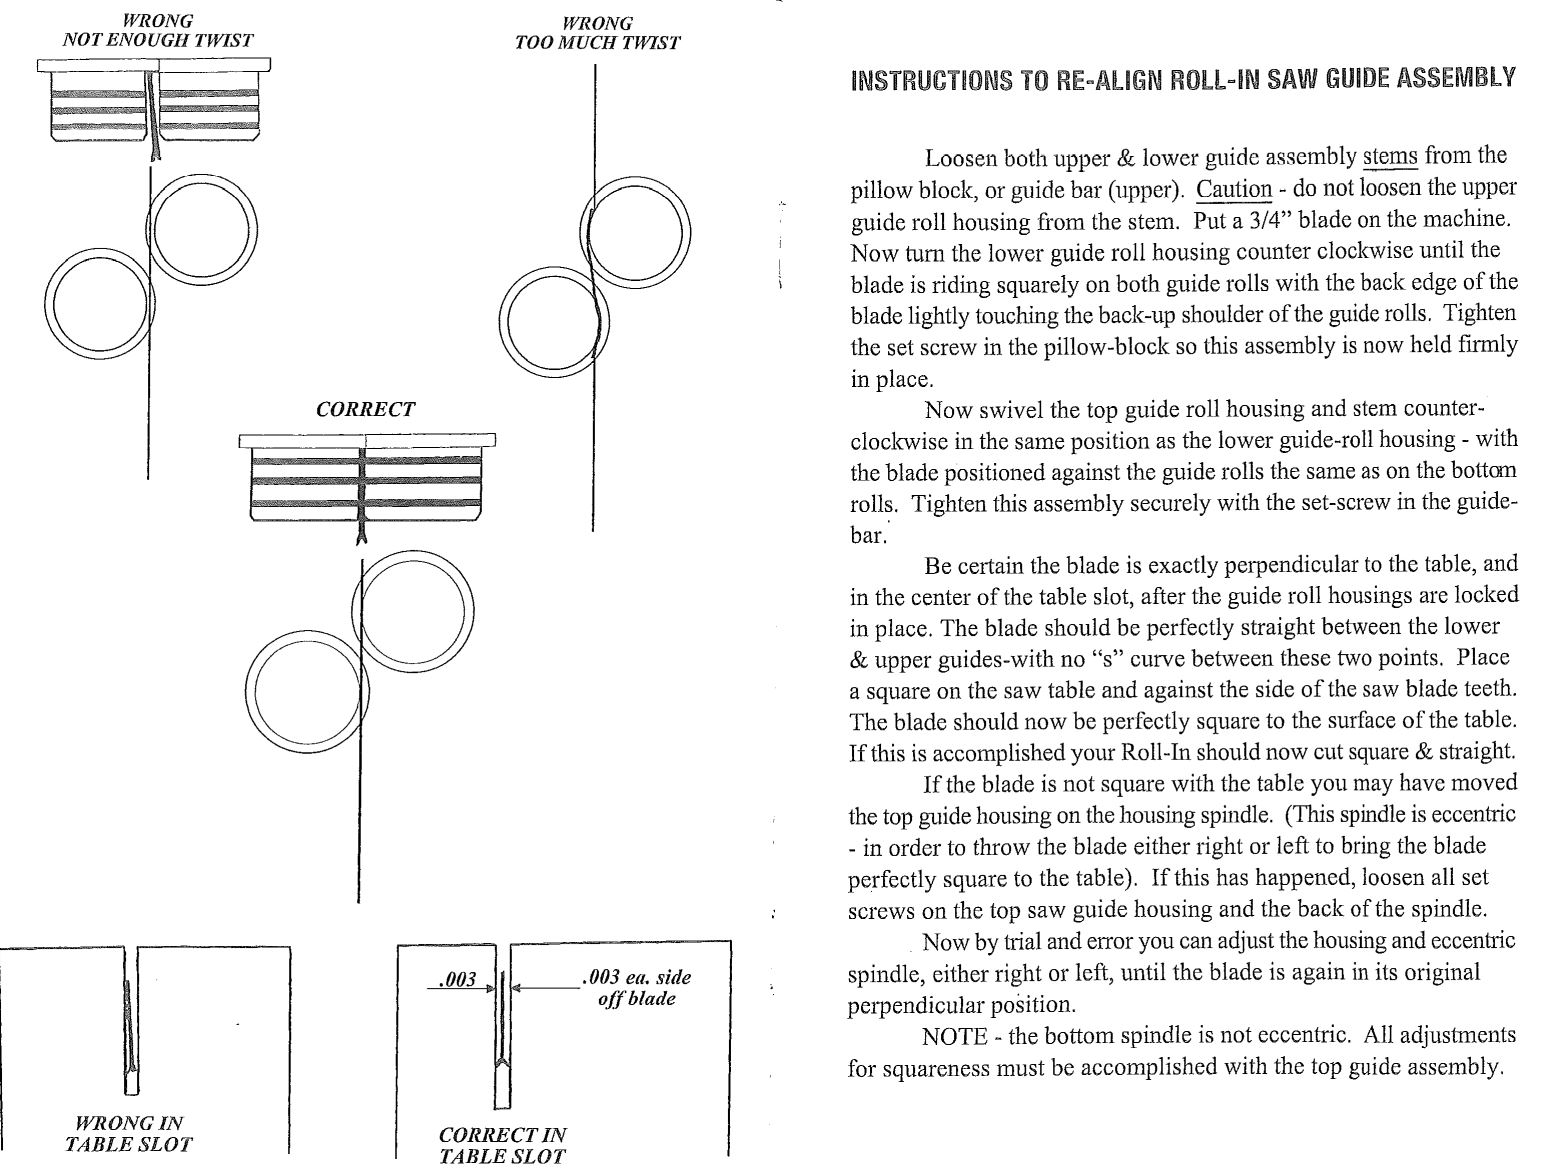 WRONG
NOT ENOUGH TWIST
WRONG
TOO MUCH TWIST
CORRECT
.003
.003 ea. side
off blade
WRONG IN
TABLE SLOT
CORRECT IN
TABLE SLOT
INSTRUCTIONS TO RE-ALIGN ROLL-IN SAW GUIDE ASSEMBLY
Loosen both upper & lower guide assembly stems from the
pillow block, or guide bar (upper). Caution - do not loosen the upper
guide roll housing from the stem. Put a 3/4” blade on the machine.
Now turn the lower guide roll housing counter clockwise until the
blade is riding squarely on both guide rolls with the back edge of the
blade lightly touching the back-up shoulder of the guide rolls. Tighten
the set screw in the pillow-block so this assembly is now held firmly
in place.
Now swivel the top guide roll housing and stem counter-
clockwise in the same position as the lower guide-roll housing - with
the blade positioned against the guide rolls the same as on the bottom
rolls. Tighten this assembly securely with the set-screw in the guide-
bar.
Be certain the blade is exactly perpendicular to the table, and
in the center of the table slot, after the guide roll housings are locked
in place. The blade should be perfectly straight between the lower
& upper guides-with no “s” curve between these two points. Place
a square on the saw table and against the side of the saw blade teeth.
The blade should now be perfectly square to the surface of the table.
If this is accomplished your Roll-In should now cut square & straight.
If the blade is not square with the table you may have moved
the top guide housing on the housing spindle. (This spindle is eccentric
- in order to throw the blade either right or left to bring the blade
perfectly square to the table). If this has happened, loosen all set
screws on the top saw guide housing and the back of the spindle.
Now by trial and error you can adjust the housing and eccentric
spindle, either right or left, until the blade is again in its original
perpendicular position.
NOTE - the bottom spindle is not eccentric. All adjustments
for squareness must be accomplished with the top guide assembly.